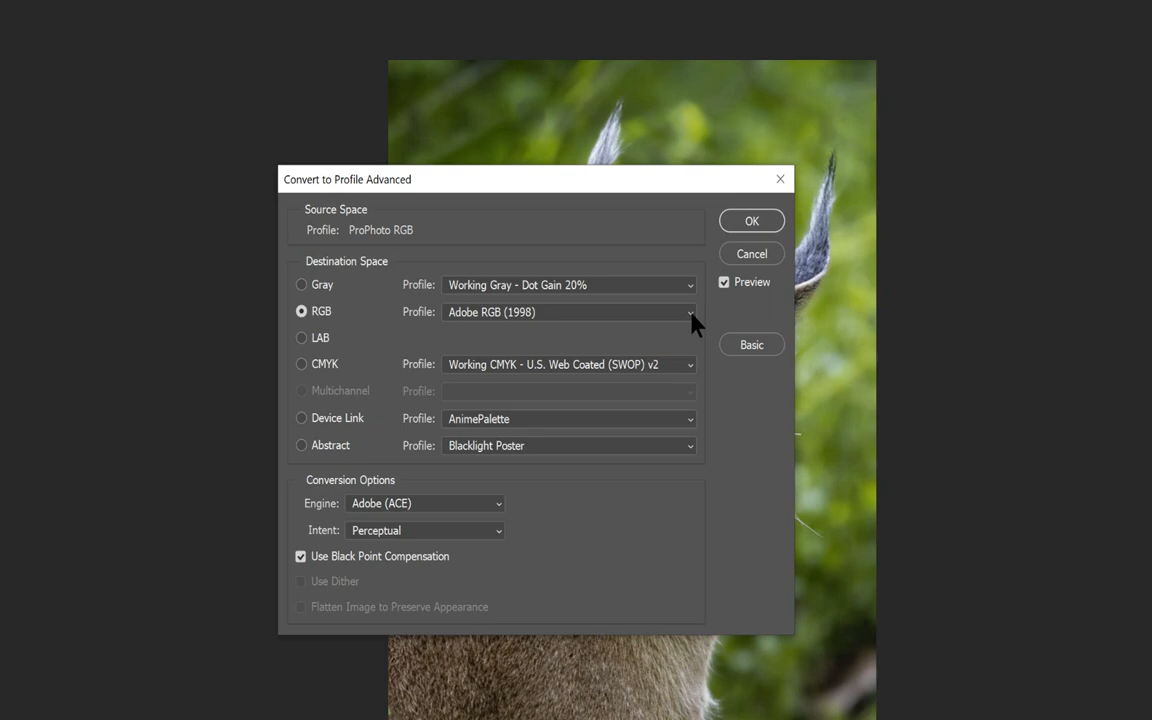 Convert to Profile Advanced
Source Space
Profile: ProPhoto RGB
OK
Cancel
Preview
Basic
Destination Space
Gray Profile: Working Gray - Dot Gain 20%
RGB Profile: Adobe RGB (1998)
LAB
CMYK Profile: Working CMYK - U.S. Web Coated (SWOP) v2
Multichannel Profile:
Device Link Profile: AnimePalette
Abstract Profile: Blacklight Poster
Conversion Options
Engine: Adobe (ACE)
Intent: Perceptual
Use Black Point Compensation
Use Dither
Flatten Image to Preserve Appearance